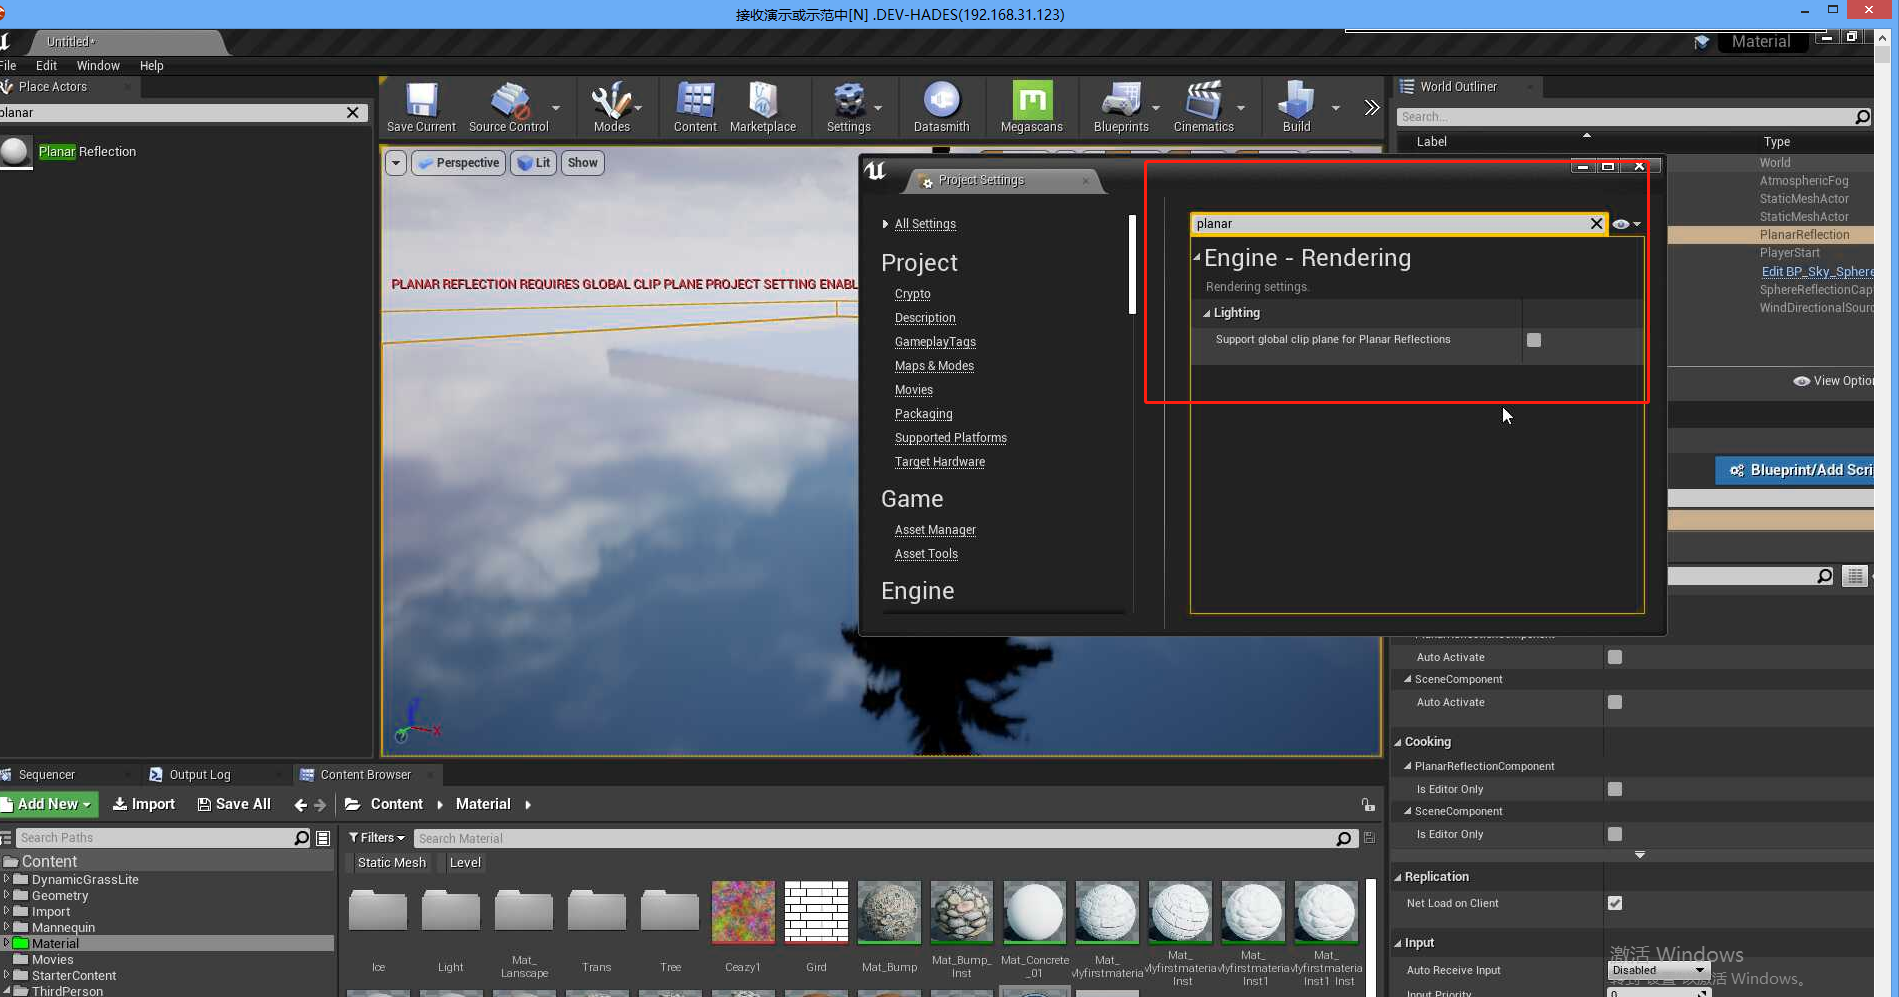 接收演示或示范中[N] .DEV-HADES(192.168.31.123)
Untitled*
Material
File Edit Window Help
Place Actors
planar
Planar Reflection
Save Current
Source Control
Modes
Content
Marketplace
Settings
Datasmith
Megascans
Blueprints
Cinematics
Build
Perspective
Lit
Show
PLANAR REFLECTION REQUIRES GLOBAL CLIP PLANE PROJECT SETTING ENABL
Project Settings
All Settings
Project
Crypto
Description
GameplayTags
Maps & Modes
Movies
Packaging
Supported Platforms
Target Hardware
Game
Asset Manager
Asset Tools
Engine
planar
Engine - Rendering
Rendering settings.
Lighting
Support global clip plane for Planar Reflections
World Outliner
Search...
Label
Type
World
AtmosphericFog
StaticMeshActor
StaticMeshActor
PlanarReflection
PlayerStart
Edit BP_Sky_Sphere
SphereReflectionCap
WindDirectionalSourc
View Optio
Blueprint/Add Scri
Auto Activate
SceneComponent
Auto Activate
Cooking
PlanarReflectionComponent
Is Editor Only
SceneComponent
Is Editor Only
Replication
Net Load on Client
Input
Auto Receive Input
Disabled
Input Priority
0
激活 Windows
转到"设置"以激活 Windows。
Sequencer
Output Log
Content Browser
Add New
Import
Save All
Content
Material
Search Paths
Filters
Search Material
Static Mesh
Level
Content
DynamicGrassLite
Geometry
Import
Mannequin
Material
Movies
StarterContent
ThirdPerson
Ice
Light
Mat_
Lanscape
Trans
Tree
Ceazy1
Gird
Mat_Bump
Mat_Bump_
Inst
Mat_Concrete
_01
Mat_
Myfirstmateria
Mat_
Myfirstmateria
Inst
Mat_
Myfirstmateria
Inst1
Mat_
Myfirstmateria
Inst1 Inst